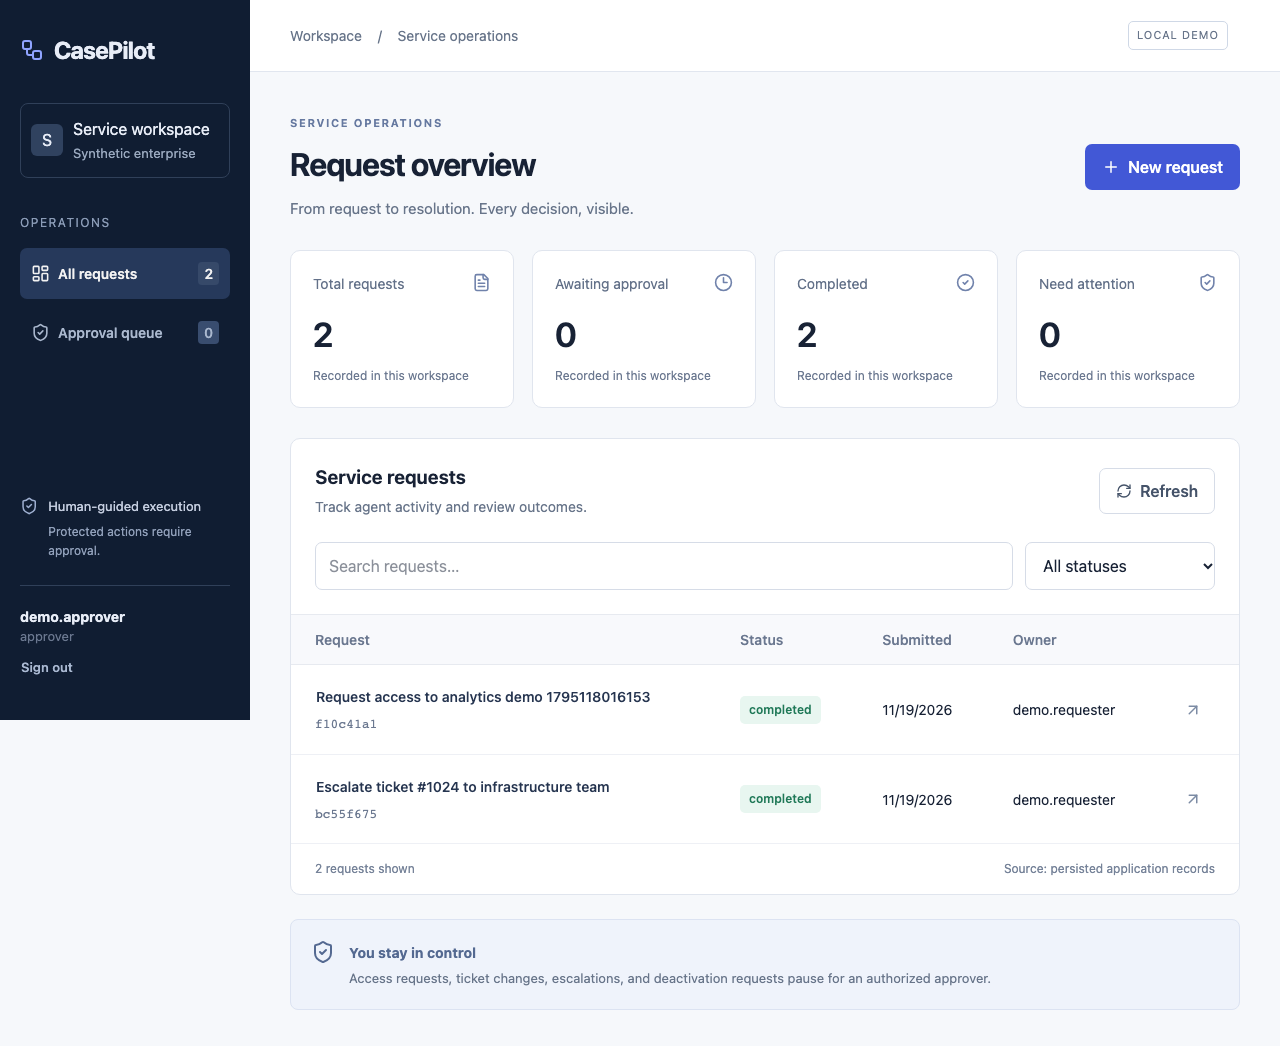 CasePilot
S
Service workspace
Synthetic enterprise
OPERATIONS
All requests 2
Approval queue 0
Human-guided execution
Protected actions require
approval.
demo.approver
approver
Sign out
Workspace / Service operations
LOCAL DEMO
SERVICE OPERATIONS
Request overview
From request to resolution. Every decision, visible.
+ New request
Total requests
2
Recorded in this workspace
Awaiting approval
0
Recorded in this workspace
Completed
2
Recorded in this workspace
Need attention
0
Recorded in this workspace
Service requests
Track agent activity and review outcomes.
Refresh
Search requests...
All statuses
Request Status Submitted Owner
Request access to analytics demo 1795118016153
f10c41a1
completed 11/19/2026 demo.requester
Escalate ticket #1024 to infrastructure team
bc55f675
completed 11/19/2026 demo.requester
2 requests shown
Source: persisted application records
You stay in control
Access requests, ticket changes, escalations, and deactivation requests pause for an authorized approver.